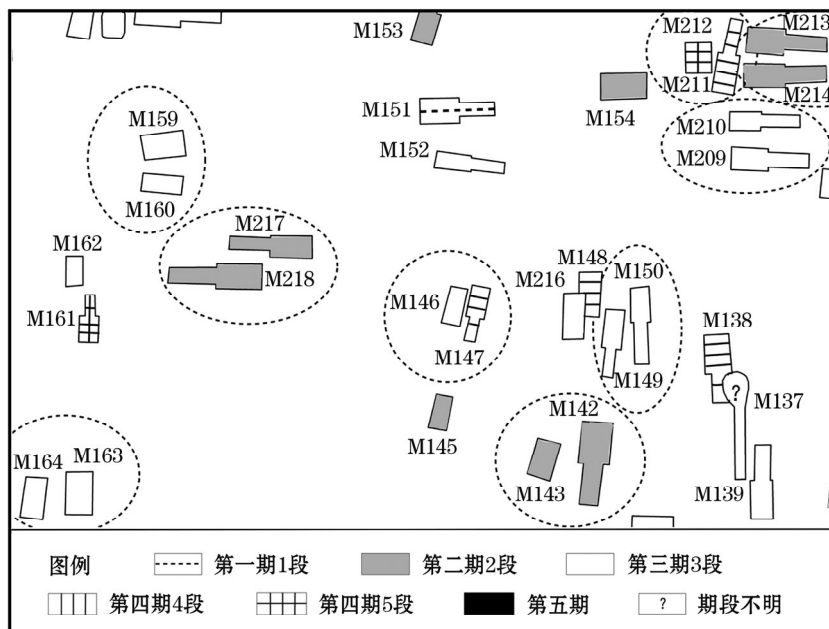 M153
M212
M213
M211
M214
M154
M151
M210
M152
M209
M159
M160
M217
M162
M218
M148
M150
M216
M161
M146
M147
M138
M149
M142
M137
M145
M164
M163
M143
M139
图例 第一期1段 第二期2段 第三期3段
第四期4段 第四期5段 第五期 ? 期段不明
?